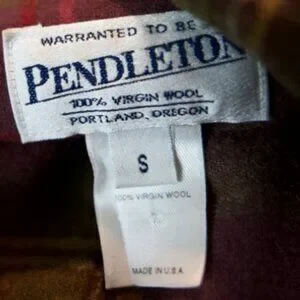 WARRANTED TO BE
PENDLETON
100% VIRGIN WOOL
PORTLAND, OREGON
S
100% VIRGIN WOOL
MADE IN U.S.A.